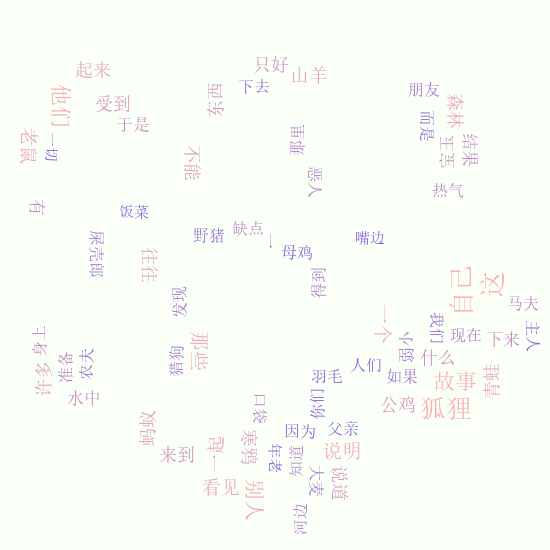 只好
起来
山羊
下去
朋友
东西
他们
受到
森林
于是
而是
那里
老鼠
一切
宝玉
结果
不能
恶人
热气
有
饭菜
缺点
野猪
嘴边
屎壳郎
母鸡
往往
得到
自己
这
发现
马夫
一个
我们
主人
现在
下来
身上
弱小
那些
什么
准备
农夫
猎狗
人们
许多
羽毛
如果
故事
青蛙
水中
口袋
你们
公鸡
狐狸
蚂蚁
因为
父亲
寒鸦
来到
一起
年老
知道
说明
看见
别人
大麦
说道
河边